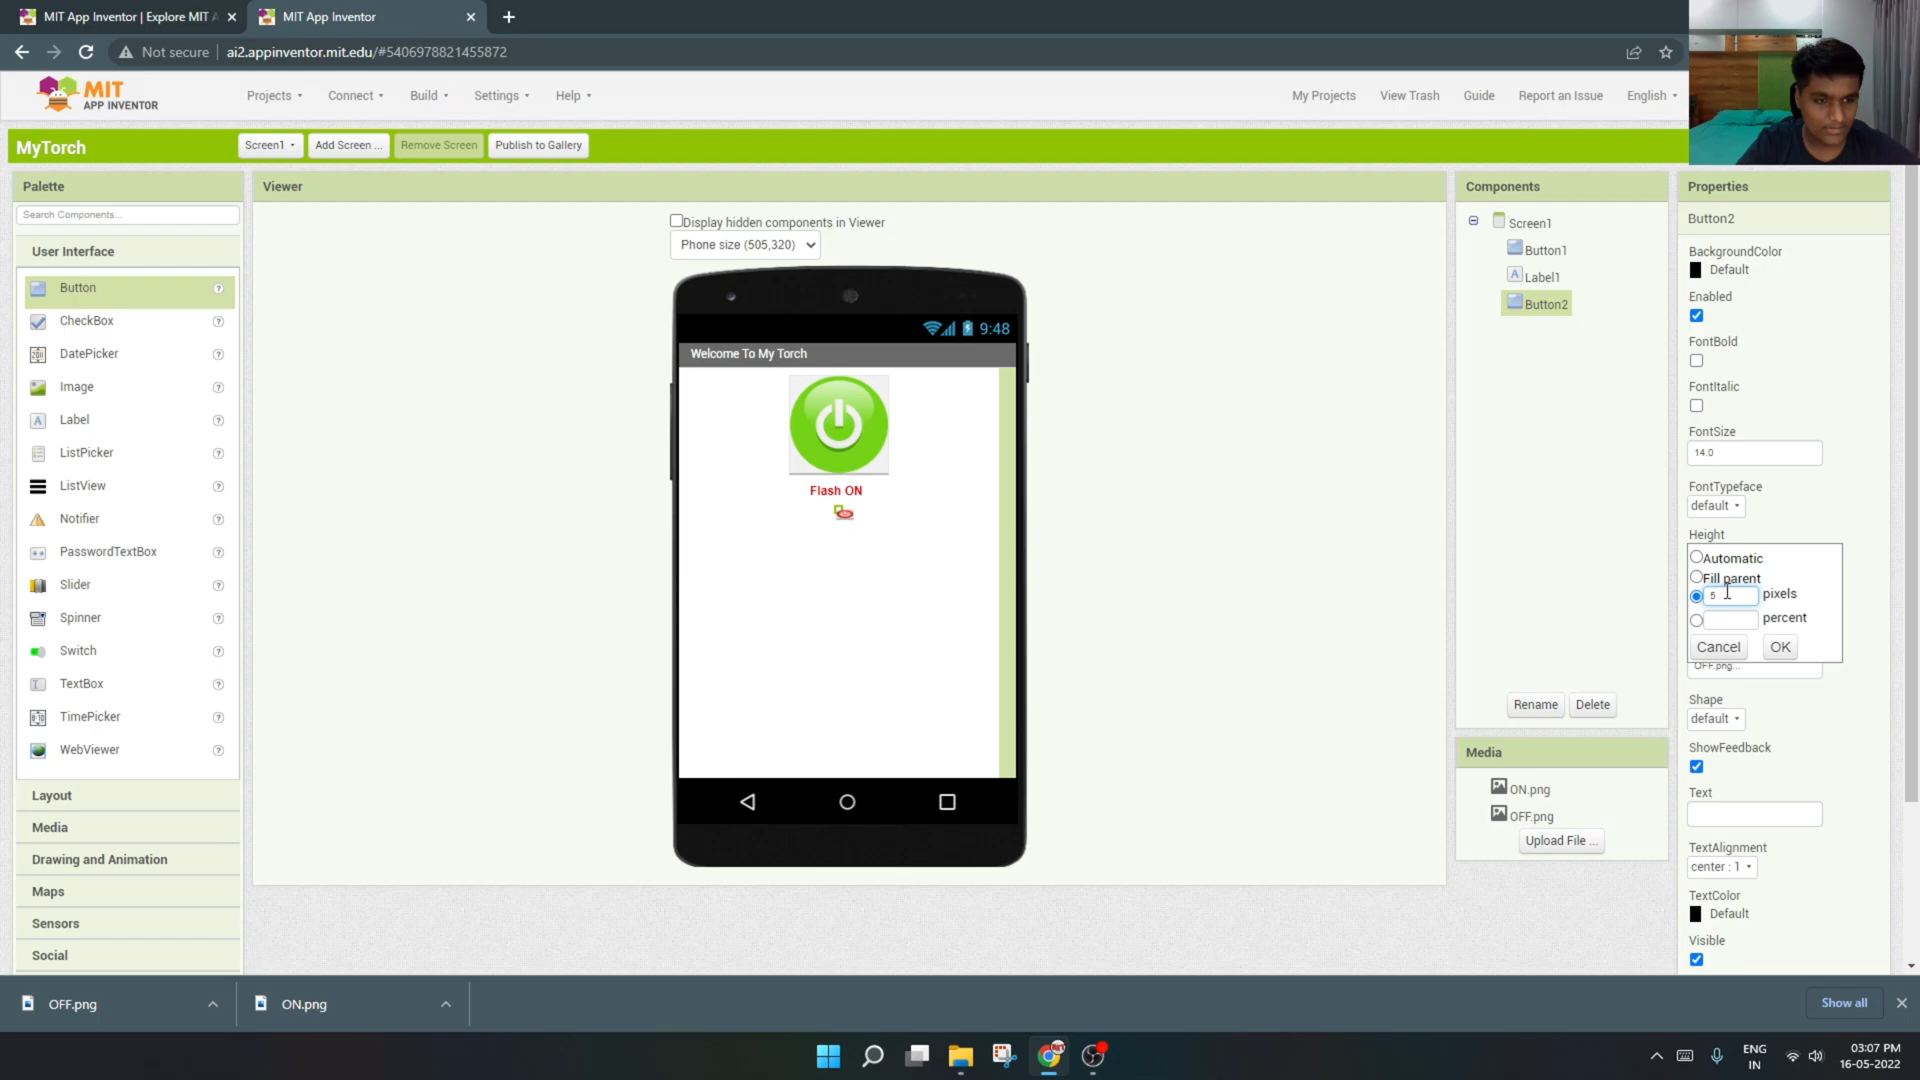 MIT App Inventor | Explore MIT A
MIT App Inventor
Not secure
ai2.appinventor.mit.edu/#5406978821455872
MIT
APP INVENTOR
Projects
Connect
Build
Settings
Help
My Projects
View Trash
Guide
Report an Issue
English
MyTorch
Screen1
Add Screen ...
Remove Screen
Publish to Gallery
Palette
Search Components...
User Interface
Button
CheckBox
DatePicker
Image
Label
ListPicker
ListView
Notifier
PasswordTextBox
Slider
Spinner
Switch
TextBox
TimePicker
WebViewer
Layout
Media
Drawing and Animation
Maps
Sensors
Social
Viewer
Display hidden components in Viewer
Phone size (505,320)
9:48
Welcome To My Torch
Flash ON
Components
Screen1
Button1
Label1
Button2
Rename
Delete
Media
ON.png
OFF.png
Upload File ...
Properties
Button2
BackgroundColor
Default
Enabled
FontBold
FontItalic
FontSize
14.0
FontTypeface
default
Height
Automatic
Fill parent
5
pixels
percent
Cancel
OK
OFF.png...
Shape
default
ShowFeedback
Text
TextAlignment
center : 1
TextColor
Default
Visible
OFF.png
ON.png
Show all
ENG
IN
03:07 PM
16-05-2022